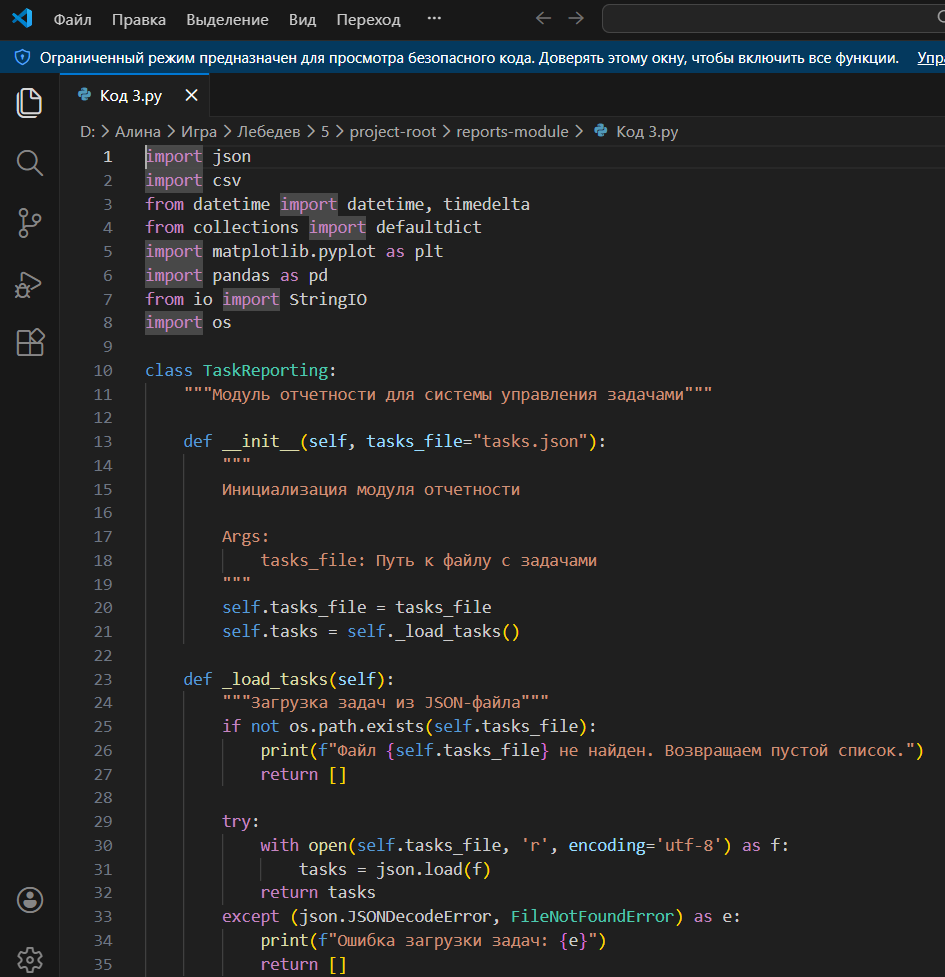 Файл Правка Выделение Вид Переход ...
Ограниченный режим предназначен для просмотра безопасного кода. Доверять этому окну, чтобы включить все функции.
Код 3.py
D: > Алина > Игра > Лебедев > 5 > project-root > reports-module > Код 3.py
1 import json
2 import csv
3 from datetime import datetime, timedelta
4 from collections import defaultdict
5 import matplotlib.pyplot as plt
6 import pandas as pd
7 from io import StringIO
8 import os
9
10 class TaskReporting:
11     """Модуль отчетности для системы управления задачами"""
12
13     def __init__(self, tasks_file="tasks.json"):
14         """
15         Инициализация модуля отчетности
16
17         Args:
18             tasks_file: Путь к файлу с задачами
19         """
20         self.tasks_file = tasks_file
21         self.tasks = self._load_tasks()
22
23     def _load_tasks(self):
24         """Загрузка задач из JSON-файла"""
25         if not os.path.exists(self.tasks_file):
26             print(f"Файл {self.tasks_file} не найден. Возвращаем пустой список.")
27             return []
28
29         try:
30             with open(self.tasks_file, 'r', encoding='utf-8') as f:
31                 tasks = json.load(f)
32             return tasks
33         except (json.JSONDecodeError, FileNotFoundError) as e:
34             print(f"Ошибка загрузки задач: {e}")
35             return []